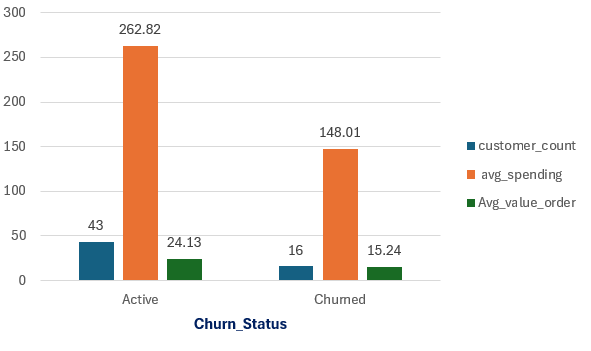 300
250
200
150
100
50
0
262.82
43
24.13
148.01
16
15.24
Active
Churned
Churn_Status
customer_count
avg_spending
Avg_value_order